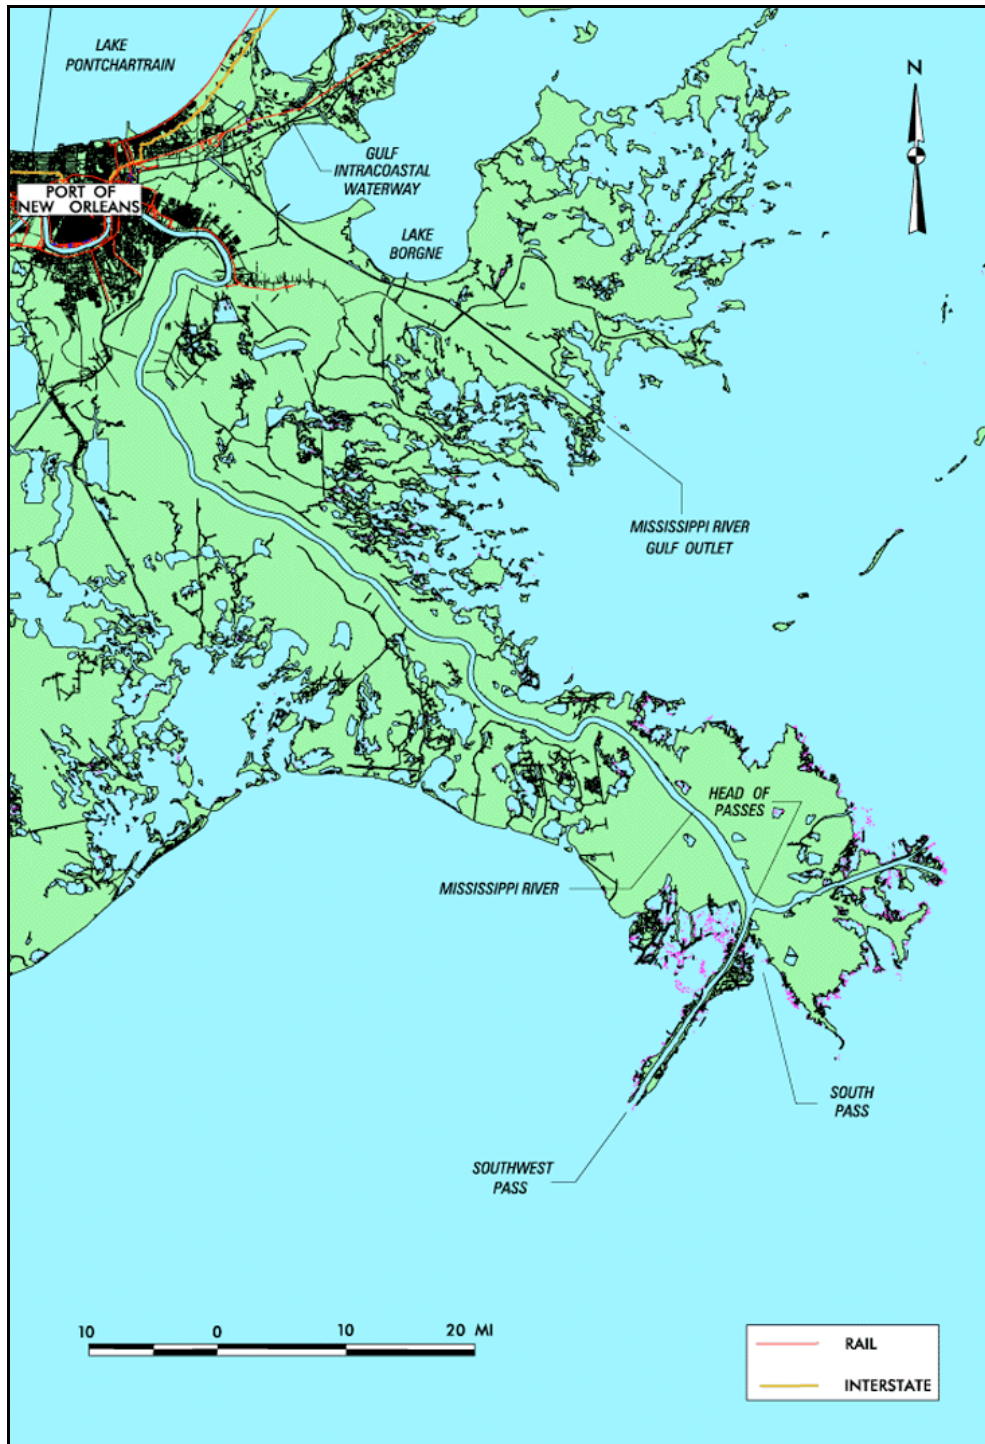 LAKE
PONTCHARTRAIN
N
GULF
INTRACOASTAL
WATERWAY
PORT OF
NEW ORLEANS
LAKE
BORGNE
MISSISSIPPI RIVER
GULF OUTLET
HEAD OF
PASSES
MISSISSIPPI RIVER
SOUTH
PASS
SOUTHWEST
PASS
10 0 10 20 MI
RAIL
INTERSTATE